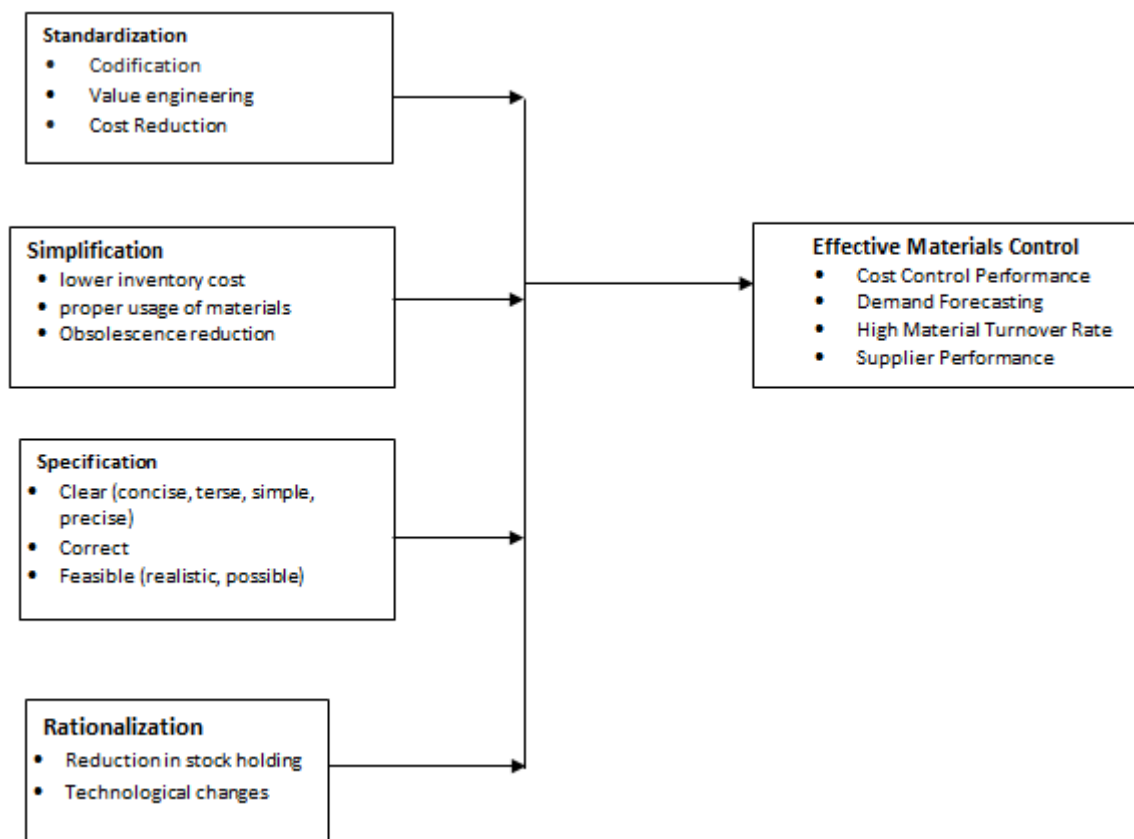 Standardization
• Codification
• Value engineering
• Cost Reduction
Simplification
• lower inventory cost
• proper usage of materials
• Obsolescence reduction
Effective Materials Control
• Cost Control Performance
• Demand Forecasting
• High Material Turnover Rate
• Supplier Performance
Specification
• Clear (concise, terse, simple,
precise)
• Correct
• Feasible (realistic, possible)
Rationalization
• Reduction in stock holding
• Technological changes